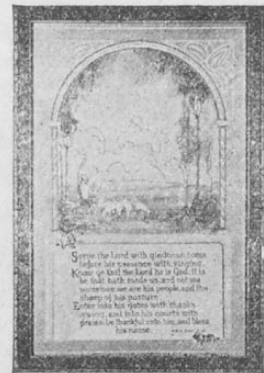 Serve the Lord with gladness: come
before his presence with singing.
Know ye that the Lord he is God: it is
he that hath made us, and not we
ourselves; we are his people, and the
sheep of his pasture.
Enter into his gates with thanks-
giving, and into his courts with
praise: be thankful unto him, and bless
his name.